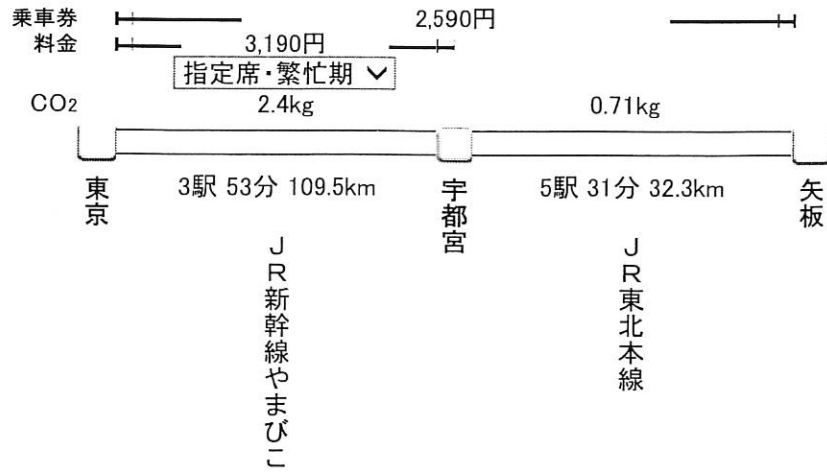 乗車券 2,590円
料金 3,190円
指定席・繁忙期
CO2 2.4kg 0.71kg
東京 3駅 53分 109.5km 宇都宮 5駅 31分 32.3km 矢板
JR新幹線やまびこ JR東北本線